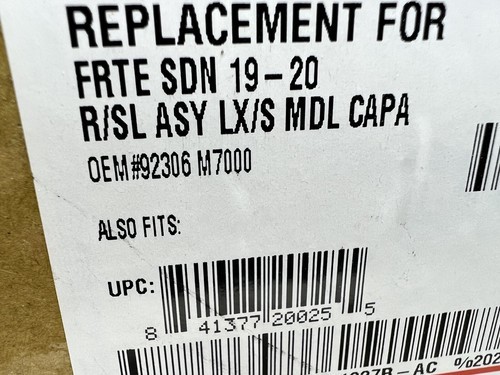 REPLACEMENT FOR
FRTE SDN 19-20
R/SL ASY LX/S MDL CAPA
OEM#92306 M7000
ALSO FITS:
UPC:
8 41377 20025 5